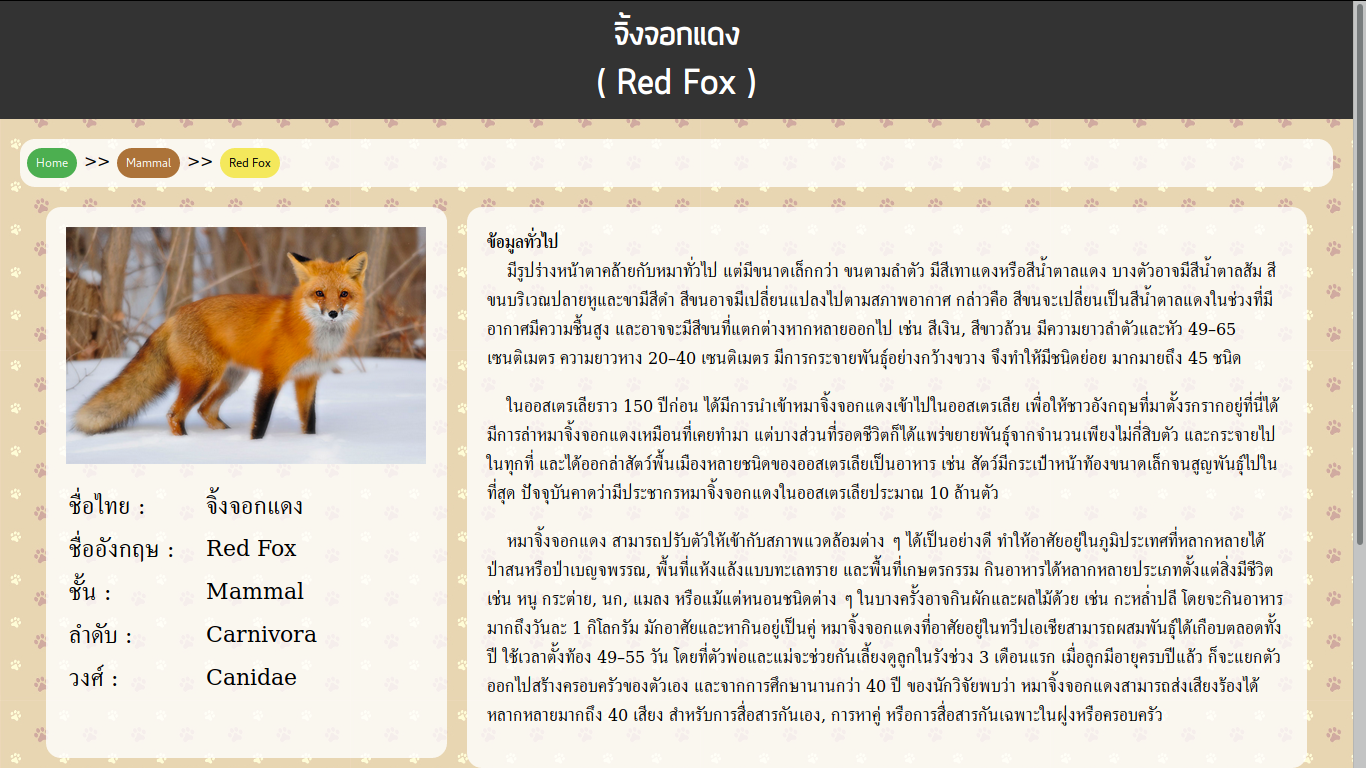 จิ้งจอกแดง
( Red Fox )
Home >> Mammal >> Red Fox
ชื่อไทย : จิ้งจอกแดง
ชื่ออังกฤษ : Red Fox
ชั้น : Mammal
ลำดับ : Carnivora
วงศ์ : Canidae
ข้อมูลทั่วไป
มีรูปร่างหน้าตาคล้ายกับหมาทั่วไป แต่มีขนาดเล็กกว่า ขนตามลำตัว มีสีเทาแดงหรือสีน้ำตาลแดง บางตัวอาจมีสีน้ำตาลส้ม สี
ขนบริเวณปลายหูและขามีสีดำ สีขนอาจมีเปลี่ยนแปลงไปตามสภาพอากาศ กล่าวคือ สีขนจะเปลี่ยนเป็นสีน้ำตาลแดงในช่วงที่มี
อากาศมีความชื้นสูง และอาจจะมีสีขนที่แตกต่างหากหลายออกไป เช่น สีเงิน, สีขาวล้วน มีความยาวลำตัวและหัว 49–65
เซนติเมตร ความยาวหาง 20–40 เซนติเมตร มีการกระจายพันธุ์อย่างกว้างขวาง จึงทำให้มีชนิดย่อย มากมายถึง 45 ชนิด
ในออสเตรเลียราว 150 ปีก่อน ได้มีการนำเข้าหมาจิ้งจอกแดงเข้าไปในออสเตรเลีย เพื่อให้ชาวอังกฤษที่มาตั้งรกรากอยู่ที่นี่ได้
มีการล่าหมาจิ้งจอกแดงเหมือนที่เคยทำมา แต่บางส่วนที่รอดชีวิตก็ได้แพร่ขยายพันธุ์จากจำนวนเพียงไม่กี่สิบตัว และกระจายไป
ในทุกที่ และได้ออกล่าสัตว์พื้นเมืองหลายชนิดของออสเตรเลียเป็นอาหาร เช่น สัตว์มีกระเป๋าหน้าท้องขนาดเล็กจนสูญพันธุ์ไปใน
ที่สุด ปัจจุบันคาดว่ามีประชากรหมาจิ้งจอกแดงในออสเตรเลียประมาณ 10 ล้านตัว
หมาจิ้งจอกแดง สามารถปรับตัวให้เข้ากับสภาพแวดล้อมต่าง ๆ ได้เป็นอย่างดี ทำให้อาศัยอยู่ในภูมิประเทศที่หลากหลายได้
ป่าสนหรือป่าเบญจพรรณ, พื้นที่แห้งแล้งแบบทะเลทราย และพื้นที่เกษตรกรรม กินอาหารได้หลากหลายประเภทตั้งแต่สิ่งมีชีวิต
เช่น หนู กระต่าย, นก, แมลง หรือแม้แต่หนอนชนิดต่าง ๆ ในบางครั้งอาจกินผักและผลไม้ด้วย เช่น กะหล่ำปลี โดยจะกินอาหาร
มากถึงวันละ 1 กิโลกรัม มักอาศัยและหากินอยู่เป็นคู่ หมาจิ้งจอกแดงที่อาศัยอยู่ในทวีปเอเชียสามารถผสมพันธุ์ได้เกือบตลอดทั้ง
ปี ใช้เวลาตั้งท้อง 49–55 วัน โดยที่ตัวพ่อและแม่จะช่วยกันเลี้ยงดูลูกในรังช่วง 3 เดือนแรก เมื่อลูกมีอายุครบปีแล้ว ก็จะแยกตัว
ออกไปสร้างครอบครัวของตัวเอง และจากการศึกษานานกว่า 40 ปี ของนักวิจัยพบว่า หมาจิ้งจอกแดงสามารถส่งเสียงร้องได้
หลากหลายมากถึง 40 เสียง สำหรับการสื่อสารกันเอง, การหาคู่ หรือการสื่อสารกันเฉพาะในฝูงหรือครอบครัว